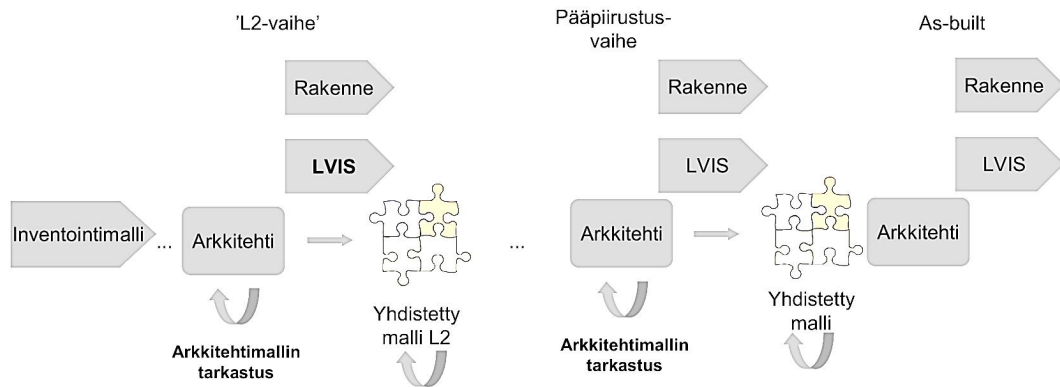 'L2-vaihe'
Pääpiirustus-
vaihe
As-built
Rakenne
Rakenne
Rakenne
LVIS
LVIS
LVIS
Inventointimalli
...
Arkkitehti
...
Arkkitehti
Arkkitehti
Yhdistetty
malli L2
Yhdistetty
malli
Arkkitehtimallin
tarkastus
Arkkitehtimallin
tarkastus